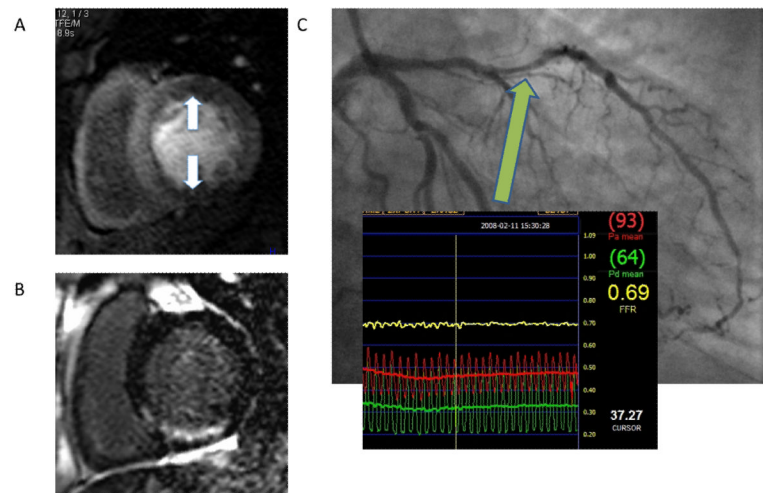 A
12, 1 / 3
TFE/M
8.9s
B
C
2008-02-11 15:30:28
1.09
1.00
0.90
0.80
0.70
0.60
0.50
0.40
0.30
0.20
(93)
Pa mean
(64)
Pd mean
0.69
FFR
37.27
CURSOR